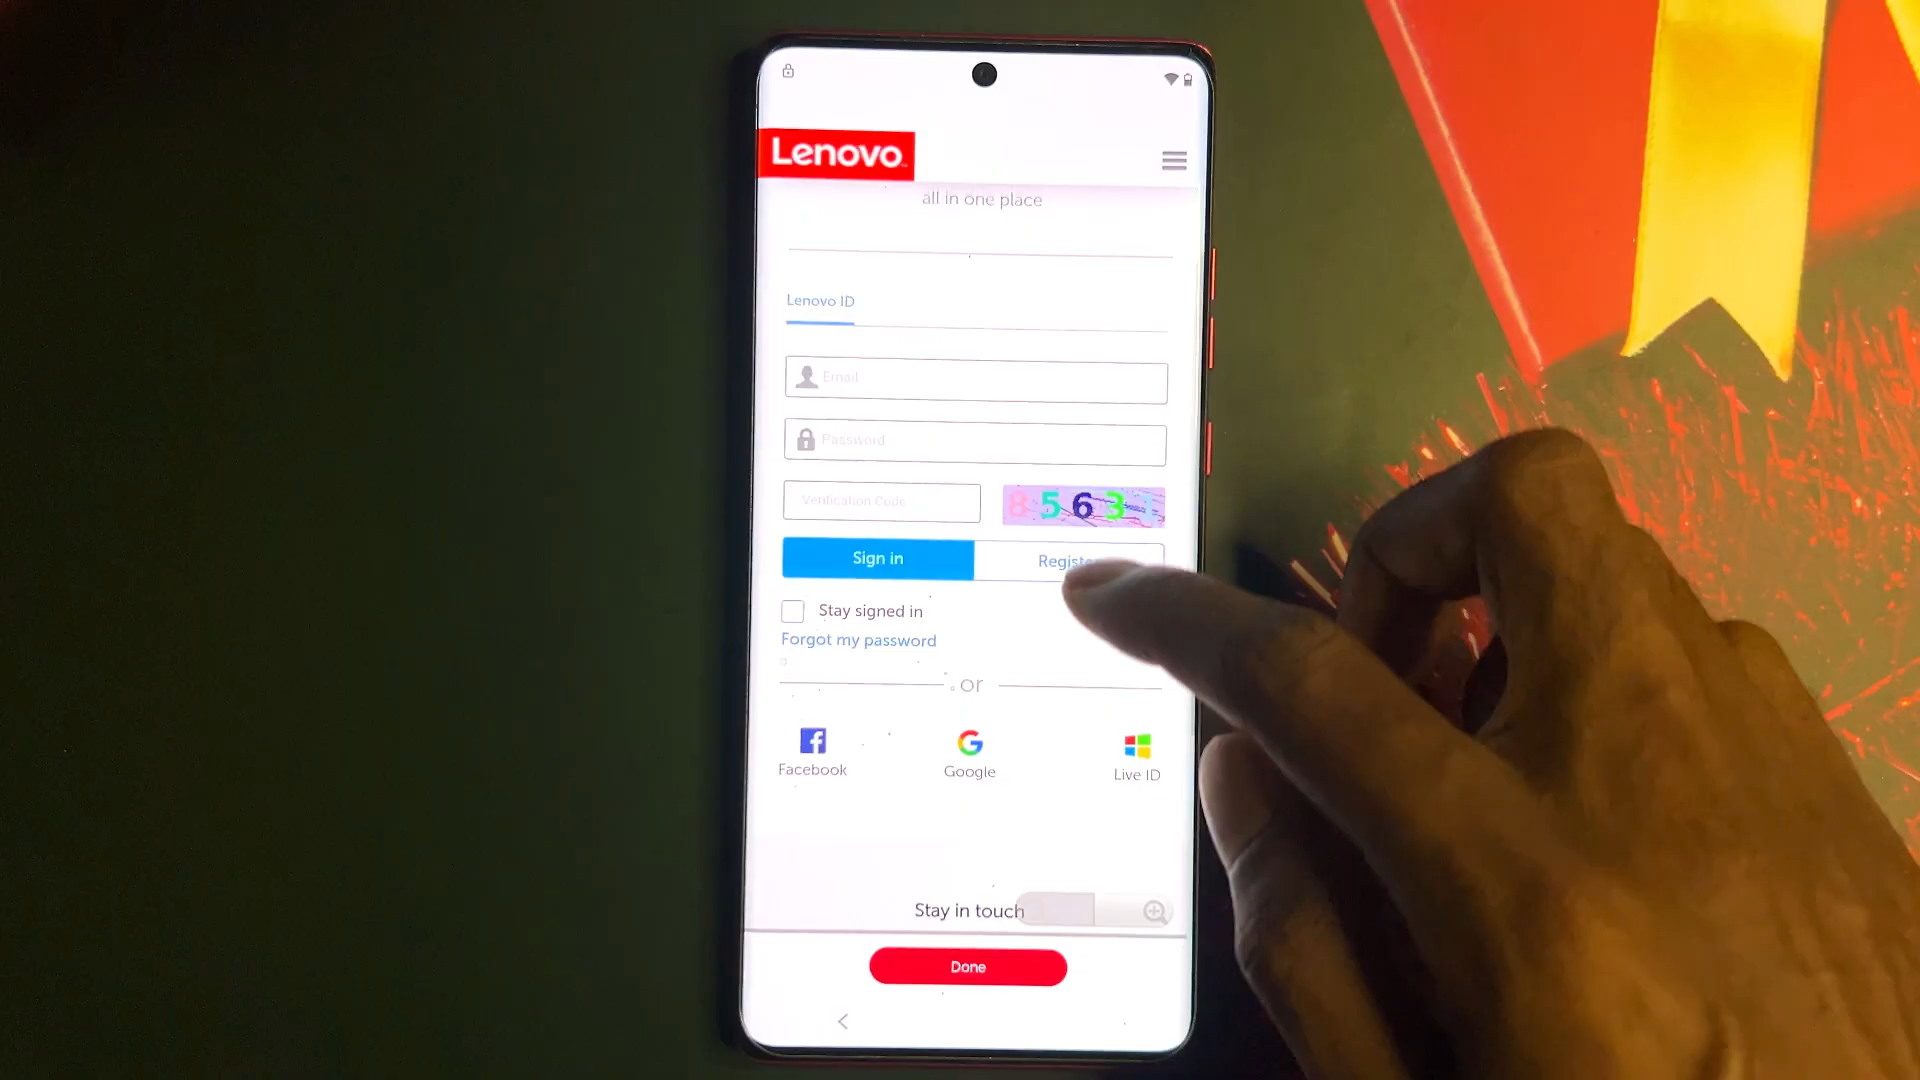 Lenovo
all in one place
Lenovo ID
Email
Password
Verification Code
8563
Sign in
Register
Stay signed in
Forgot my password
or
Facebook
Google
Live ID
Stay in touch
Done